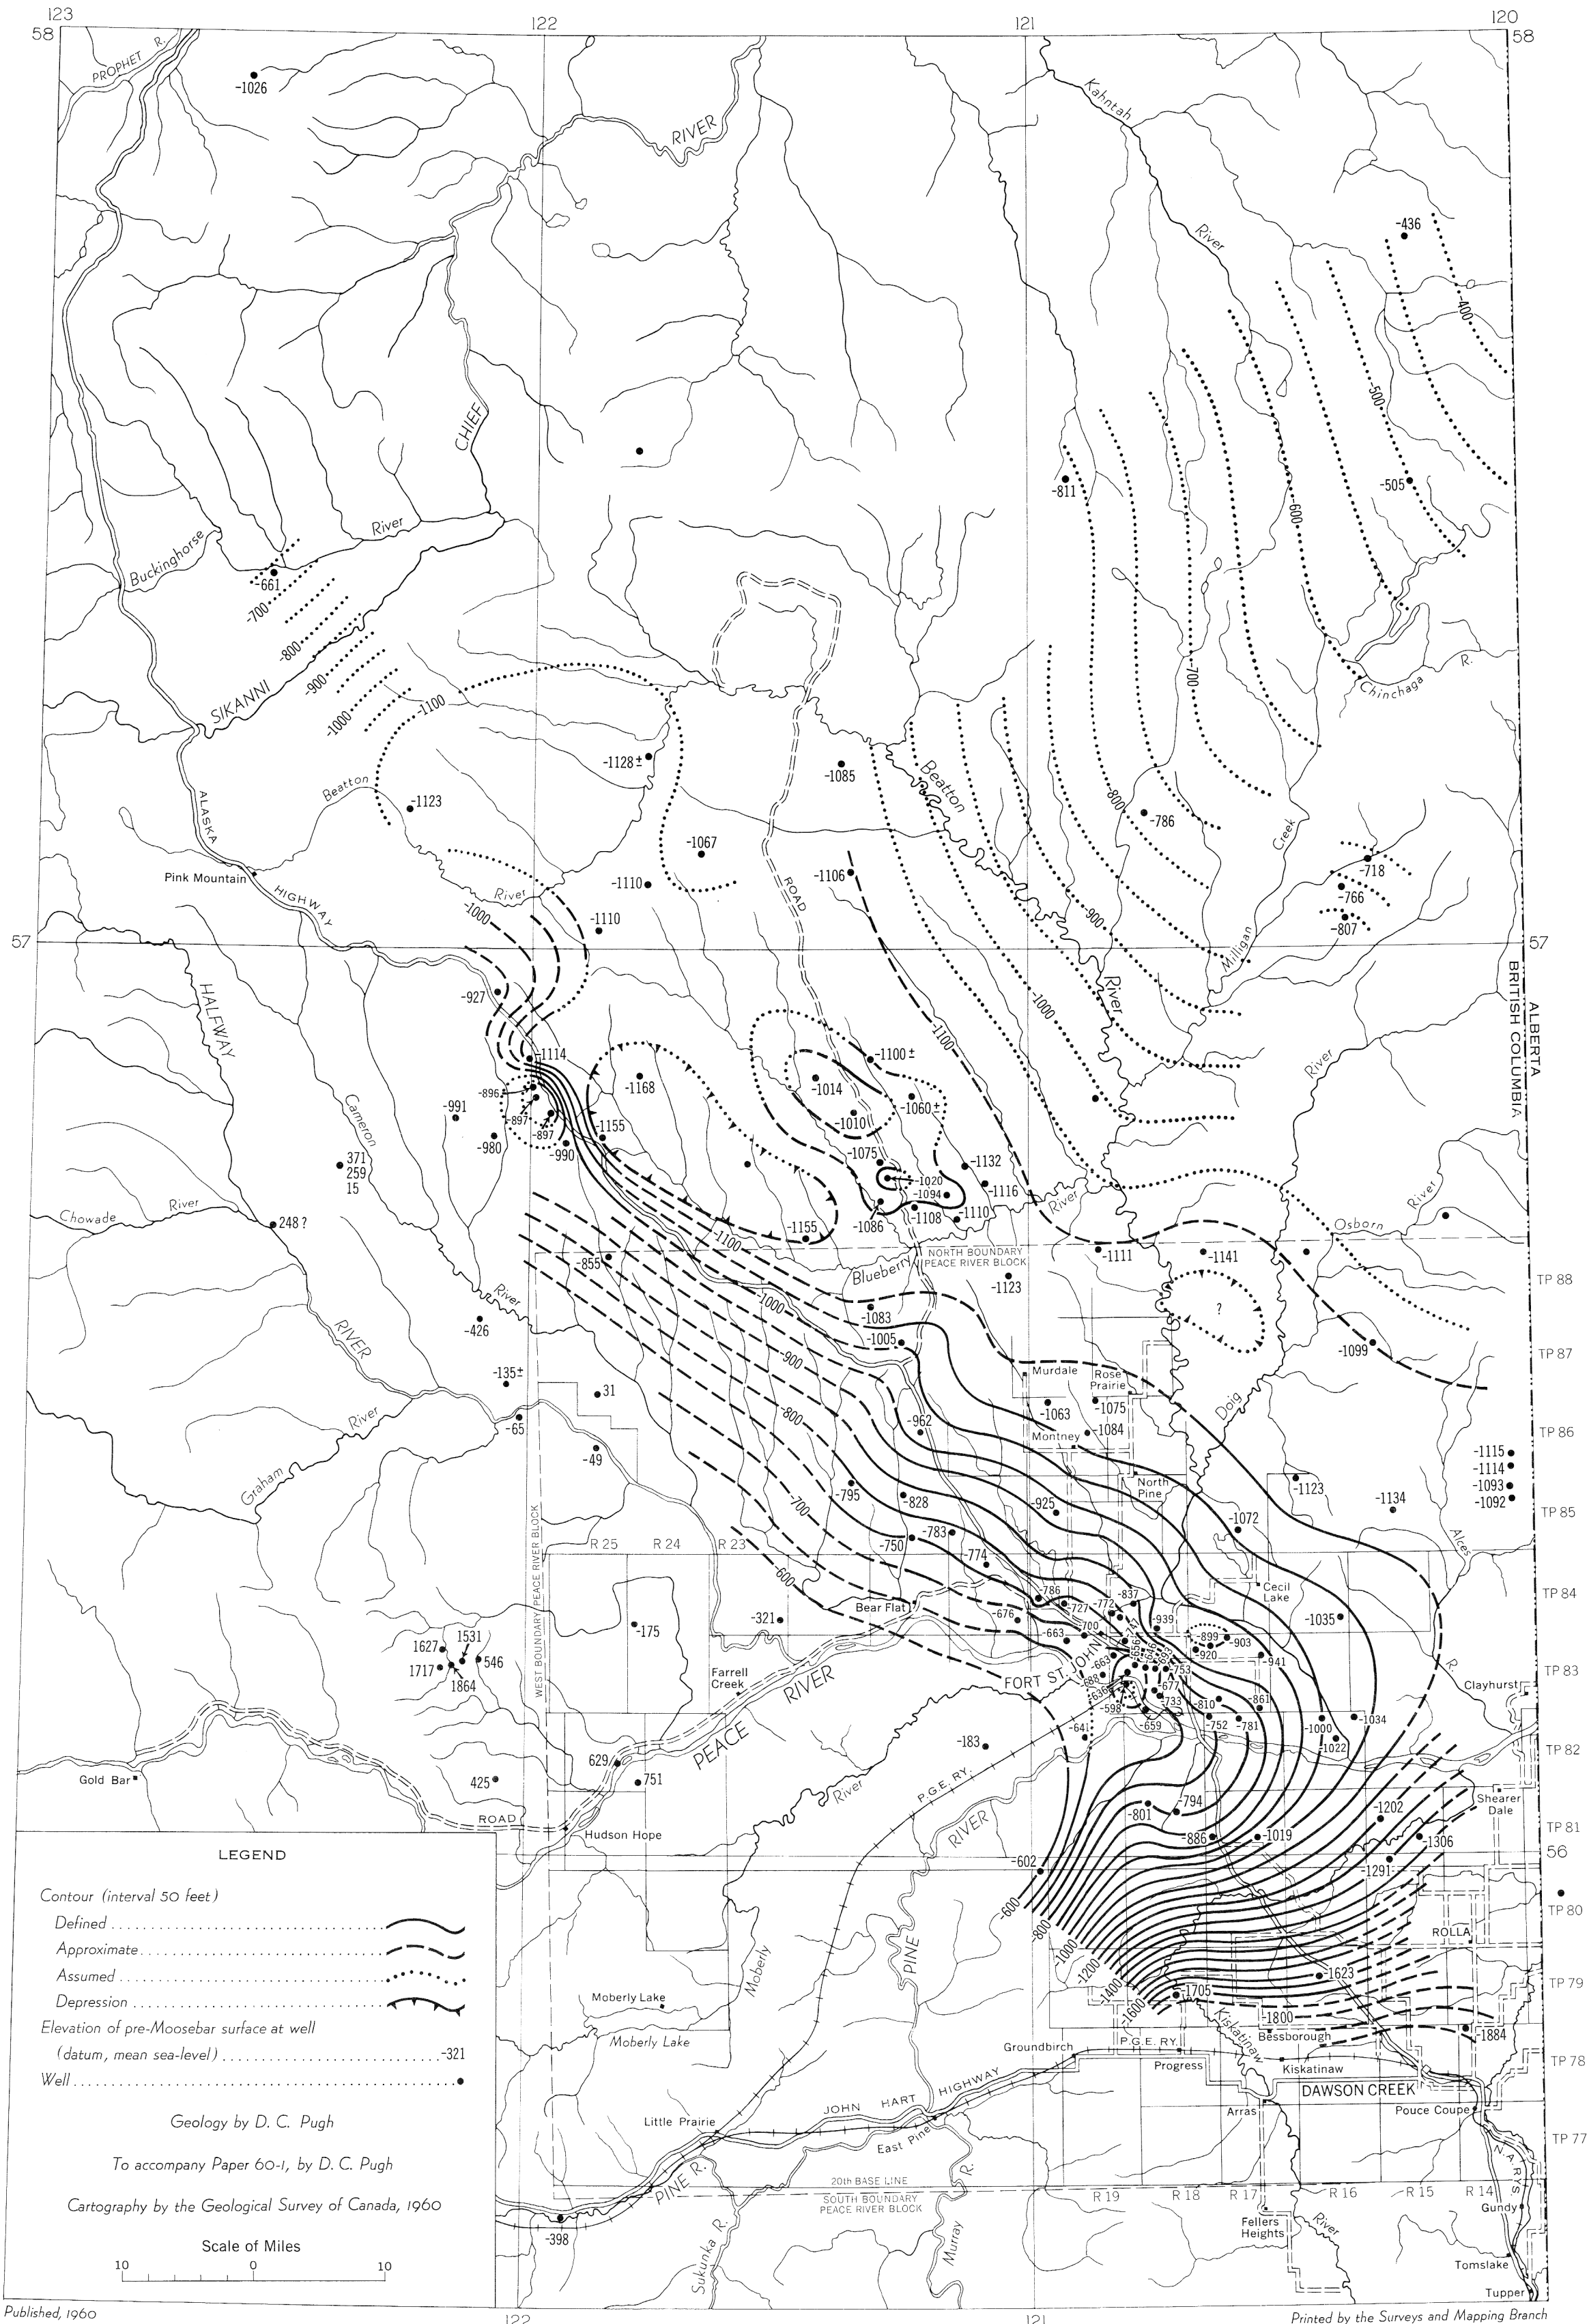 123
122
121
120
58
58
PROPHET R.
-1026
RIVER
Kahntah
River
-436
-400
-500
CHIEF
-811
-505
-600
Buckinghorse
River
-661
-700
-800
-900
-1000
-1100
SIKANNI
-700
Chinchaga
R.
-1128±
-1085
Beatton
Beatton
-1123
-800
-786
ALASKA
-1067
Creek
Pink Mountain
-1110
-1106
-718
-766
HIGHWAY
River
ROAD
-1000
-1110
-900
-807
57
57
Milligan
BRITISH COLUMBIA
ALBERTA
-927
HALFWAY
River
-1000
-1100
-1114
-1100±
River
-1168
-1014
-896
-1060±
-991
-897
-897
-1010
Cameron
-980
-990
-1155
-1075
-1132
371
259
15
-1020
-1094
-1116
Chowade
River
248?
-1086
-1108
-1110
River
River
Osborn
-1155
-1100
NORTH BOUNDARY
PEACE RIVER BLOCK
-1111
-1141
-855
Blueberry
-1123
TP 88
River
-1000
?
-426
-1083
RIVER
-1005
-1099
-900
TP 87
-135±
31
Murdale
Rose
Prairie
-65
-800
-962
-1063
-1075
Doig
River
-1084
TP 86
Montney
-49
-1115
-1114
-1093
-1092
Graham
-795
-828
North
Pine
-1123
-700
-925
-1134
TP 85
-1072
WEST BOUNDARY PEACE RIVER BLOCK
-783
-750
Alces
R 25
R 24
R 23
-774
-600
-786
-837
Cecil
Lake
TP 84
Bear Flat
-727
-772
-321
-676
-939
-1035
-175
-663
700
-899
-903
1627
1531
-920
-941
1717
546
-663
-753
R.
TP 83
1864
Farrell
Creek
RIVER
FORT ST. JOHN
-688
-677
-636
-733
-810
-861
Clayhurst
-598
-659
-752
-781
-1000
-1034
PEACE
-183
-641
-1022
TP 82
629
Gold Bar
425
751
River
P.G.E. RY.
Shearer
Dale
-794
-801
-1202
ROAD
Hudson Hope
RIVER
-886
-1019
-1306
TP 81
56
-602
-1291
-600
-800
-1000
-1200
-1400
-1600
TP 80
ROLLA
PINE
-1623
Moberly
-1705
TP 79
Moberly Lake
-1800
Moberly Lake
Kiskatinaw
Bessborough
-1884
Groundbirch
P.G.E. RY.
TP 78
Progress
Kiskatinaw
JOHN HART HIGHWAY
DAWSON CREEK
Little Prairie
East Pine
Arras
Pouce Coupe
TP 77
PINE R.
R.
20th BASE LINE
SOUTH BOUNDARY
PEACE RIVER BLOCK
N.A.RYS
R 19
R 18
R 17
R 16
R 15
R 14
Gundy
-398
Sukunka R.
Murray
Fellers
Heights
River
Tomslake
Tupper
122
121
LEGEND
Contour (interval 50 feet)
Defined
Approximate
Assumed
Depression
Elevation of pre-Moosebar surface at well
(datum, mean sea-level) -321
Well
Geology by D. C. Pugh
To accompany Paper 60-1, by D. C. Pugh
Cartography by the Geological Survey of Canada, 1960
Scale of Miles
10 0 10
Published, 1960
Printed by the Surveys and Mapping Branch